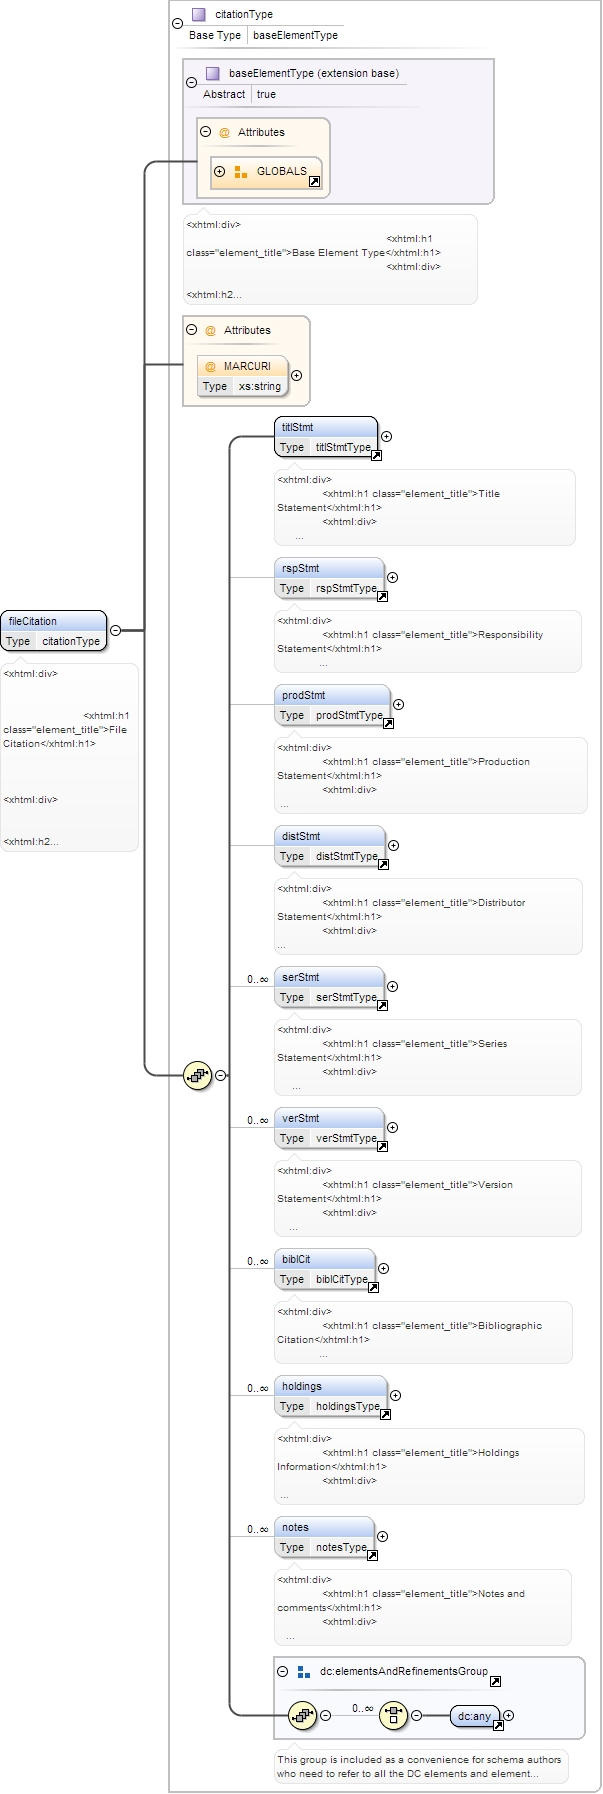 citationType
Base Type baseElementType
baseElementType (extension base)
Abstract true
@ Attributes
GLOBALS
<xhtml:div>
<xhtml:h1
class="element_title">Base Element Type</xhtml:h1>
<xhtml:div>
<xhtml:h2...
@ Attributes
@ MARCURI
Type xs:string
titlStmt
Type titlStmtType
<xhtml:div>
<xhtml:h1 class="element_title">Title
Statement</xhtml:h1>
<xhtml:div>
...
rspStmt
Type rspStmtType
<xhtml:div>
<xhtml:h1 class="element_title">Responsibility
Statement</xhtml:h1>
...
fileCitation
Type citationType
<xhtml:div>
<xhtml:h1
class="element_title">File
Citation</xhtml:h1>
<xhtml:div>
<xhtml:h2...
prodStmt
Type prodStmtType
<xhtml:div>
<xhtml:h1 class="element_title">Production
Statement</xhtml:h1>
<xhtml:div>
...
distStmt
Type distStmtType
<xhtml:div>
<xhtml:h1 class="element_title">Distributor
Statement</xhtml:h1>
<xhtml:div>
...
0..∞ serStmt
Type serStmtType
<xhtml:div>
<xhtml:h1 class="element_title">Series
Statement</xhtml:h1>
<xhtml:div>
...
0..∞ verStmt
Type verStmtType
<xhtml:div>
<xhtml:h1 class="element_title">Version
Statement</xhtml:h1>
<xhtml:div>
...
0..∞ biblCit
Type biblCitType
<xhtml:div>
<xhtml:h1 class="element_title">Bibliographic
Citation</xhtml:h1>
...
0..∞ holdings
Type holdingsType
<xhtml:div>
<xhtml:h1 class="element_title">Holdings
Information</xhtml:h1>
<xhtml:div>
...
0..∞ notes
Type notesType
<xhtml:div>
<xhtml:h1 class="element_title">Notes and
comments</xhtml:h1>
<xhtml:div>
...
dc:elementsAndRefinementsGroup
0..∞ dc:any
This group is included as a convenience for schema authors
who need to refer to all the DC elements and element...